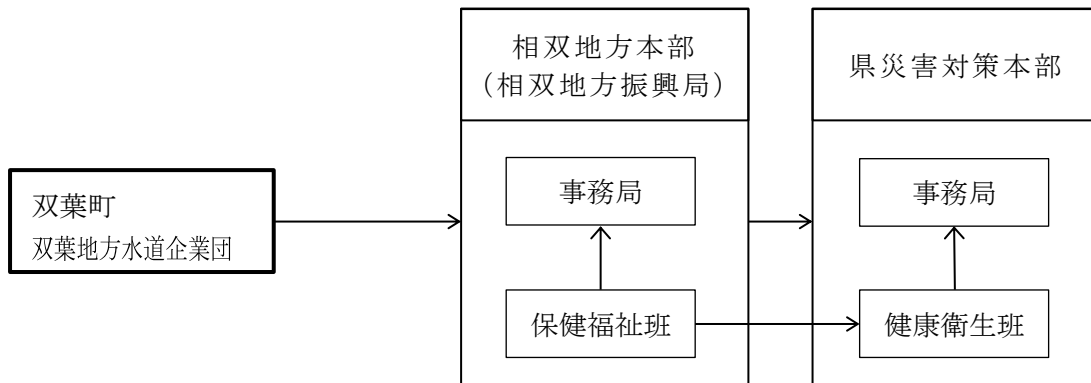 双葉町
双葉地方水道企業団
相双地方本部
（相双地方振興局）
事務局
保健福祉班
県災害対策本部
事務局
健康衛生班